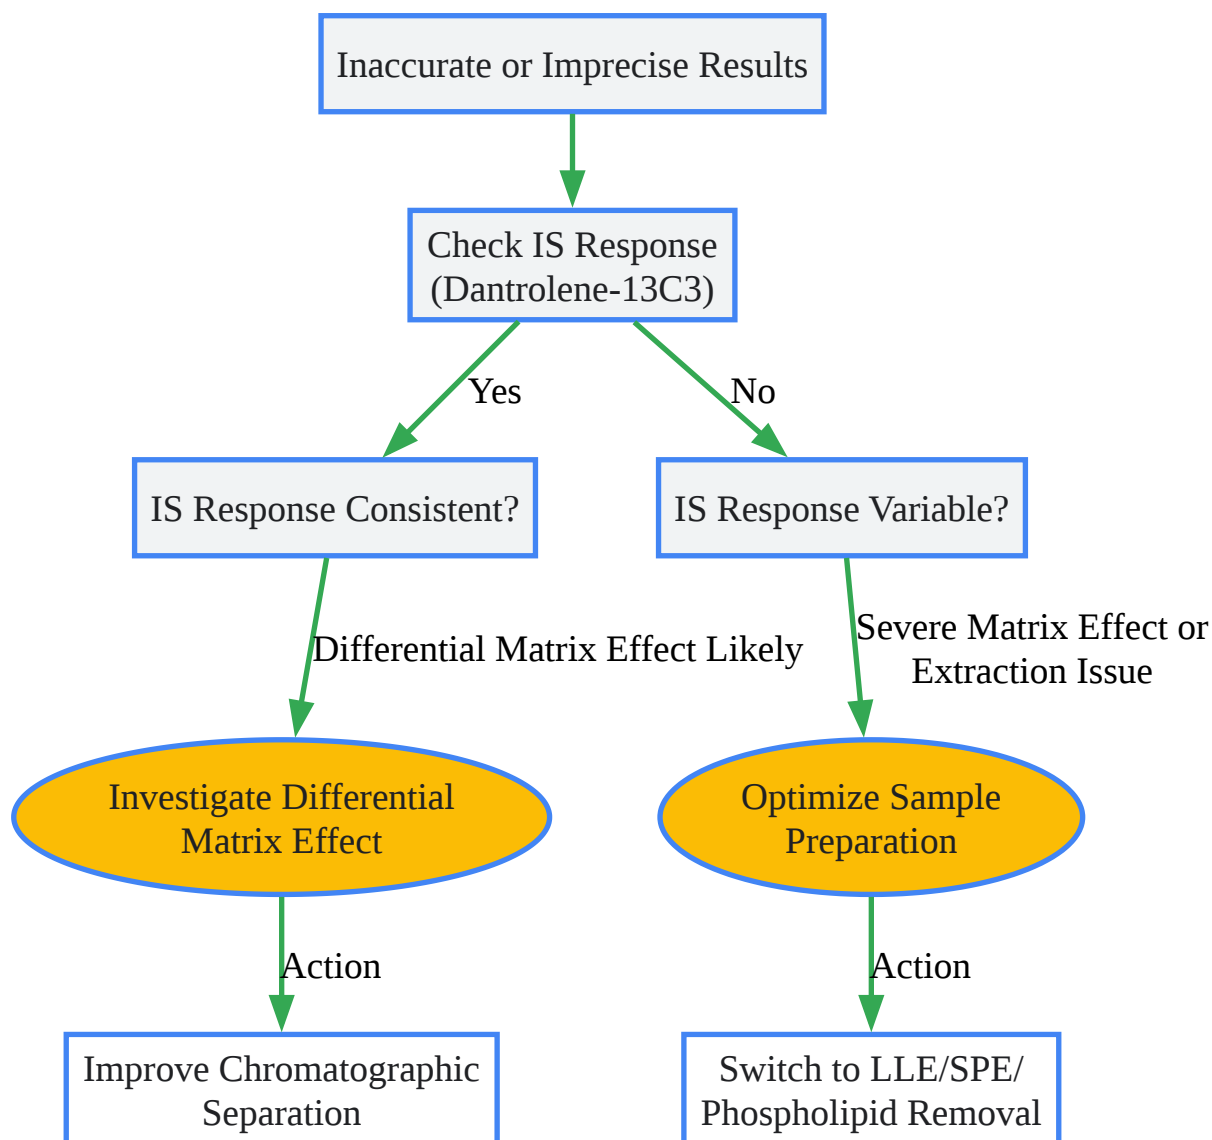 Inaccurate or Imprecise Results
Check IS Response
(Dantrolene-13C3)
Yes
No
IS Response Consistent?
IS Response Variable?
Differential Matrix Effect Likely
Severe Matrix Effect or
Extraction Issue
Investigate Differential
Matrix Effect
Optimize Sample
Preparation
Action
Action
Improve Chromatographic
Separation
Switch to LLE/SPE/
Phospholipid Removal